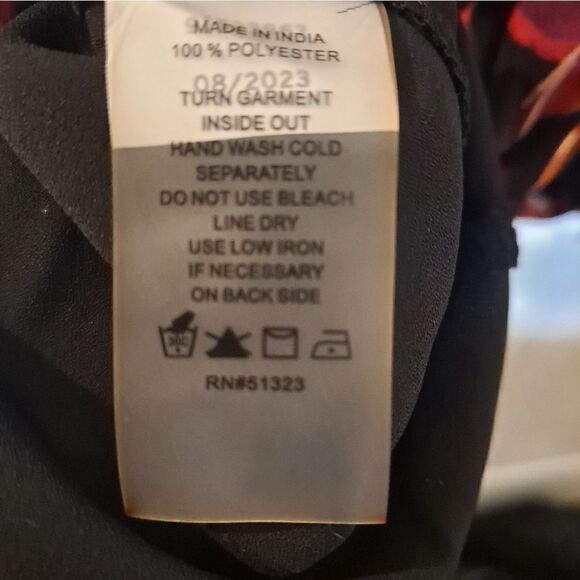 MADE IN INDIA
100 % POLYESTER
08/2023
TURN GARMENT
INSIDE OUT
HAND WASH COLD
SEPARATELY
DO NOT USE BLEACH
LINE DRY
USE LOW IRON
IF NECESSARY
ON BACK SIDE
30C
RN#51323